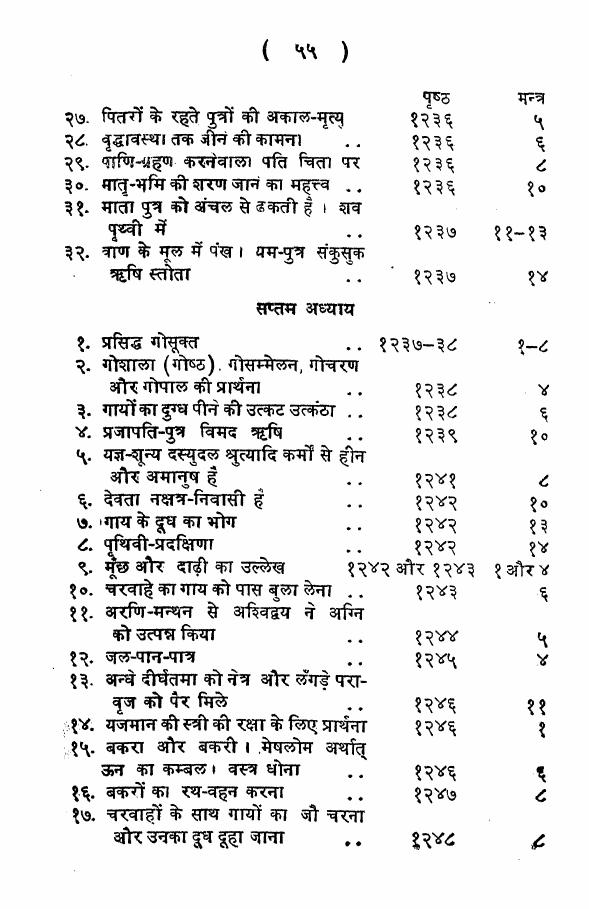 ( ५५ )
पृष्ठ मन्त्र
२७. पितरों के रहते पुत्रों की अकाल-मृत्यु १२३६ ५
२८. वृद्धावस्था तक जीने की कामना .. १२३६ ६
२९. पाणि-ग्रहण करनेवाला पति चिता पर १२३६ ८
३०. मातृ-भूमि की शरण जाने का महत्त्व .. १२३६ १०
३१. माता पुत्र को अंचल से ढकती है । शव
पृथ्वी में .. १२३७ ११-१३
३२. त्राण के मूल में पंख। यम-पुत्र संकुसुक
ऋषि स्तोता .. १२३७ १४
सप्तम अध्याय
१. प्रसिद्ध गोसूक्त .. १२३७-३८ १-८
२. गोशाला (गोष्ठ), गोसम्मेलन, गोचरण
और गोपाल की प्रार्थना .. १२३८ ४
३. गायों का दुग्ध पीने की उत्कट उत्कंठा .. १२३८ ६
४. प्रजापति-पुत्र विमद ऋषि .. १२३९ १०
५. यज्ञ-शून्य दस्युदल श्रुत्यादि कर्मों से हीन
और अमानुष है .. १२४१ ८
६. देवता नक्षत्र-निवासी है .. १२४२ १०
७. गाय के दूध का भोग .. १२४२ १३
८. पृथिवी-प्रदक्षिणा .. १२४२ १४
९. मूँछ और दाढ़ी का उल्लेख १२४२ और १२४३ १ और ४
१०. चरवाहे का गाय को पास बुला लेना .. १२४३ ६
११. अरणि-मन्थन से अश्विद्वय ने अग्नि
को उत्पन्न किया .. १२४४ ५
१२. जल-पान-पात्र .. १२४५ ४
१३. अन्धे दीर्घतमा को नेत्र और लँगड़े परा-
वृज को पैर मिले .. १२४६ ११
१४. यजमान की स्त्री की रक्षा के लिए प्रार्थना १२४६ १
१५. बकरा और बकरी । मेषलोम अर्थात्
ऊन का कम्बल। वस्त्र धोना .. १२४६ ६
१६. बकरों का रथ-वहन करना .. १२४७ ८
१७. चरवाहों के साथ गायों का जौ चरना
और उनका दूध दूहा जाना .. १२४८ ८